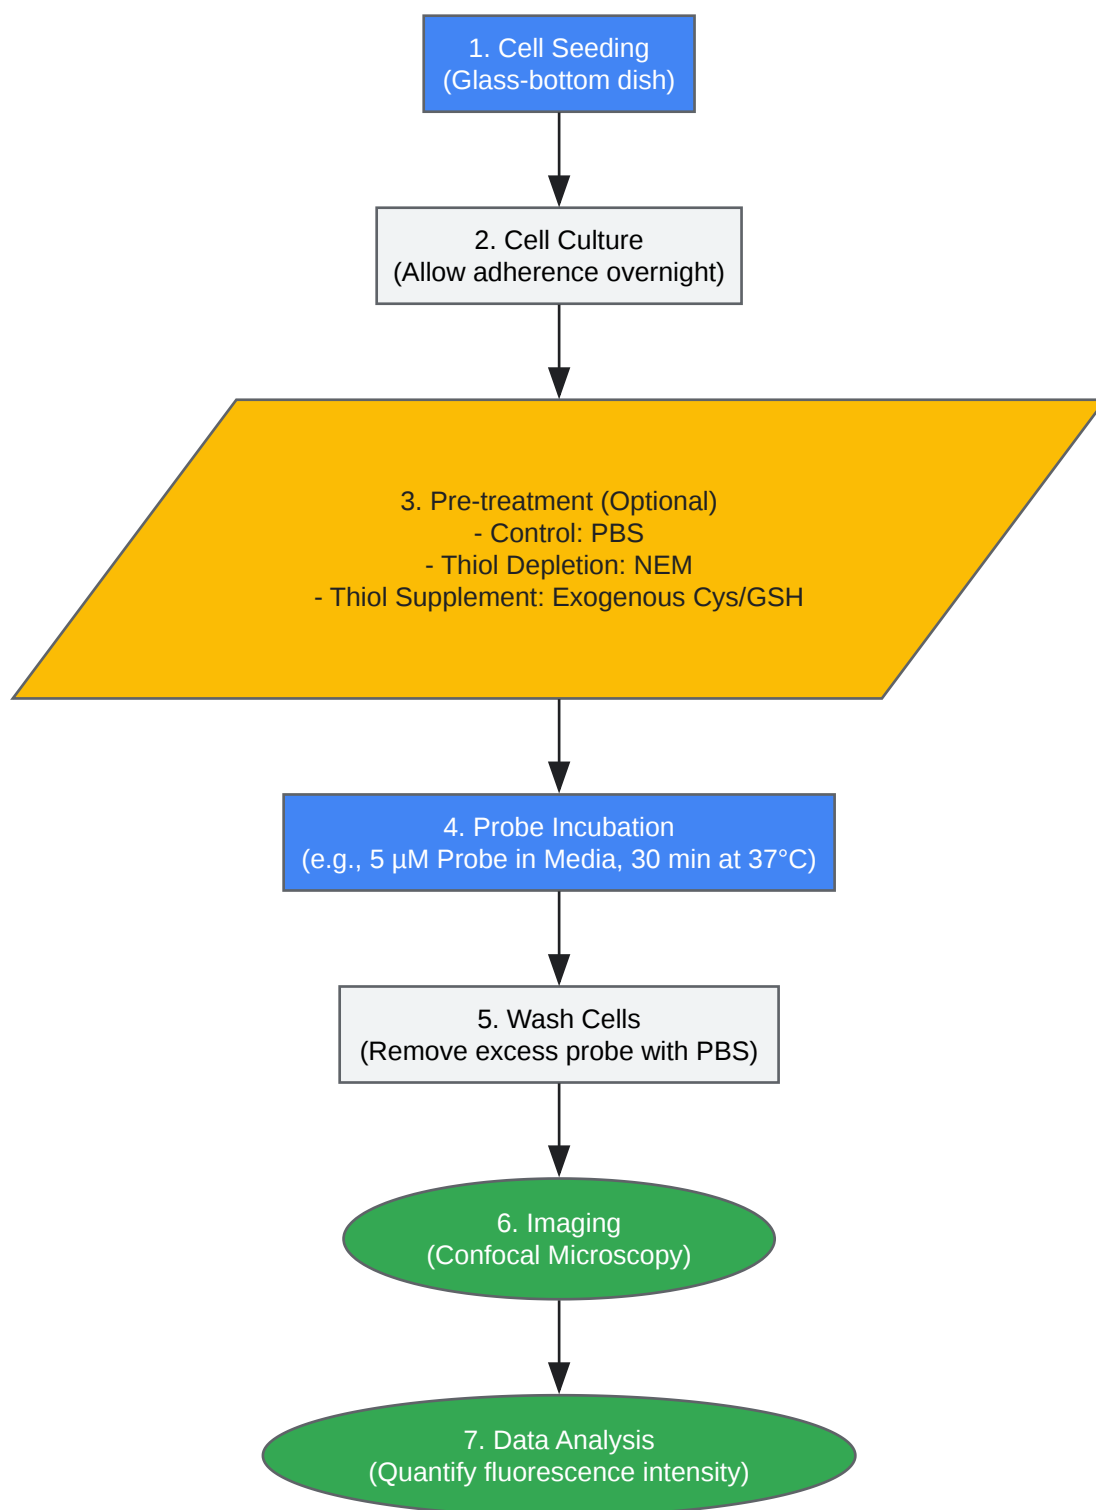 1. Cell Seeding
(Glass-bottom dish)
2. Cell Culture
(Allow adherence overnight)
3. Pre-treatment (Optional)
- Control: PBS
- Thiol Depletion: NEM
- Thiol Supplement: Exogenous Cys/GSH
4. Probe Incubation
(e.g., 5 µM Probe in Media, 30 min at 37°C)
5. Wash Cells
(Remove excess probe with PBS)
6. Imaging
(Confocal Microscopy)
7. Data Analysis
(Quantify fluorescence intensity)